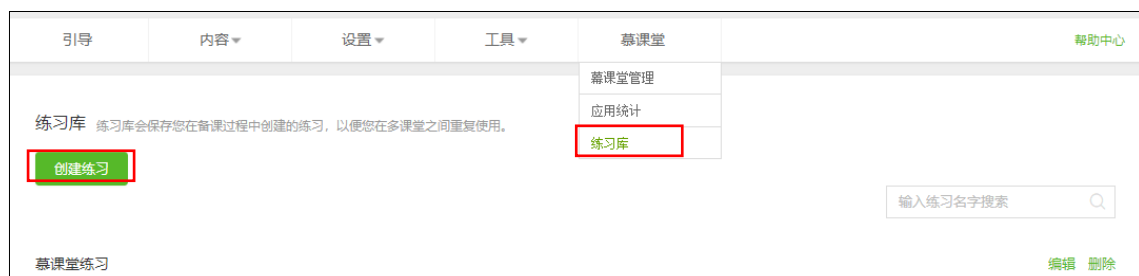 引导 内容 设置 工具 慕课堂 帮助中心
幕课堂管理
应用统计
练习库
练习库 练习库会保存您在备课过程中创建的练习，以便您在多课堂之间重复使用。
创建练习
输入练习名字搜索
慕课堂练习 编辑 删除